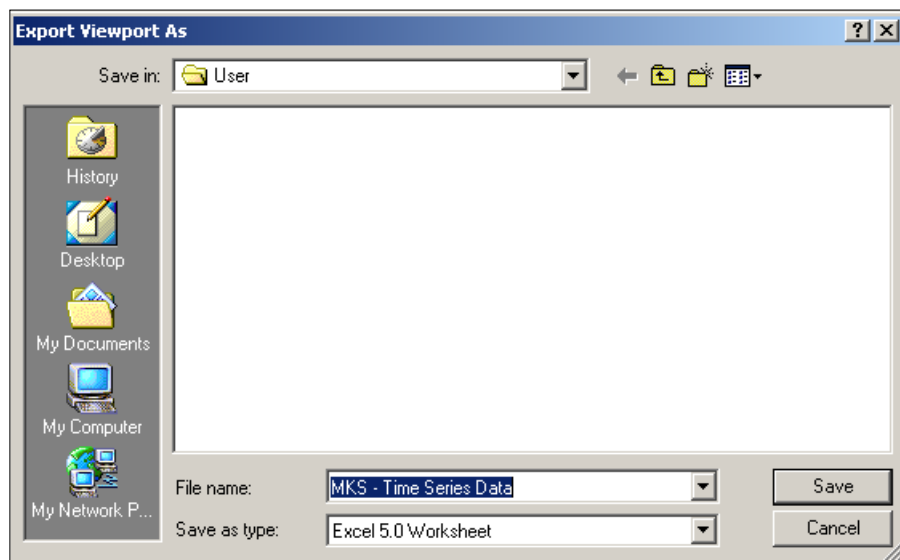 Export Viewport As
Save in: User
History
Desktop
My Documents
My Computer
My Network P...
File name: MKS - Time Series Data
Save as type: Excel 5.0 Worksheet
Save
Cancel